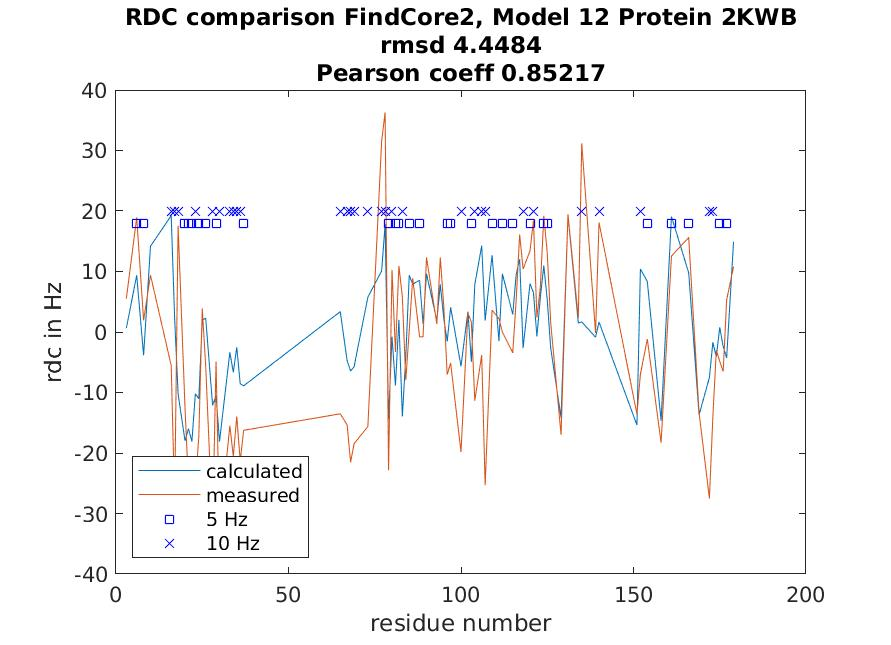 RDC comparison FindCore2, Model 12 Protein 2KWB
rmsd 4.4484
Pearson coeff 0.85217
40
30
20
10
0
-10
-20
-30
-40
rdc in Hz
calculated
measured
5 Hz
10 Hz
0
50
100
150
200
residue number